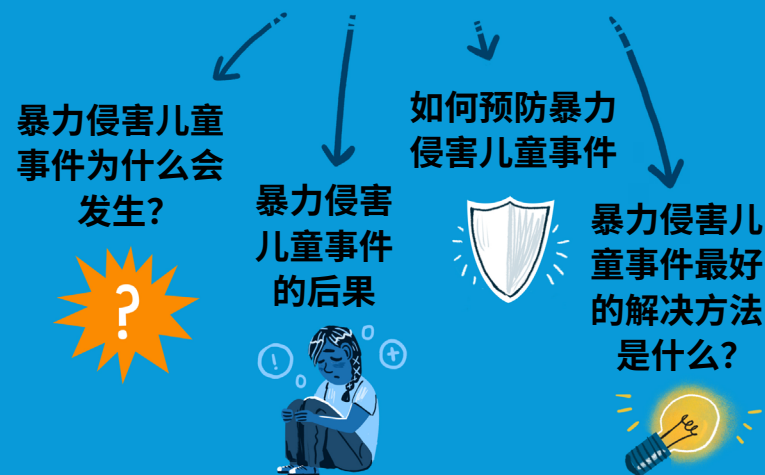 暴力侵害儿童
事件为什么会
发生？
暴力侵害
儿童事件
的后果
如何预防暴力
侵害儿童事件
暴力侵害儿
童事件最好
的解决方法
是什么？
?
!
+